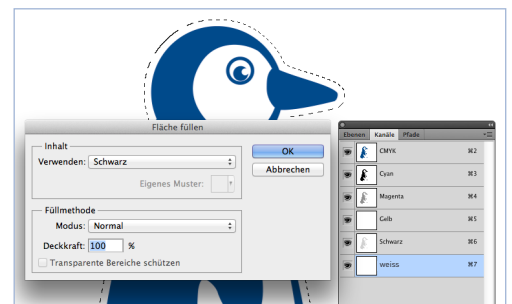 Fläche füllen
Inhalt
Verwenden: Schwarz
Eigenes Muster:
OK
Abbrechen
Füllmethode
Modus: Normal
Deckkraft: 100 %
Transparente Bereiche schützen
Ebenen Kanäle Pfade
CMYK ⌘2
Cyan ⌘3
Magenta ⌘4
Gelb ⌘5
Schwarz ⌘6
weiss ⌘7